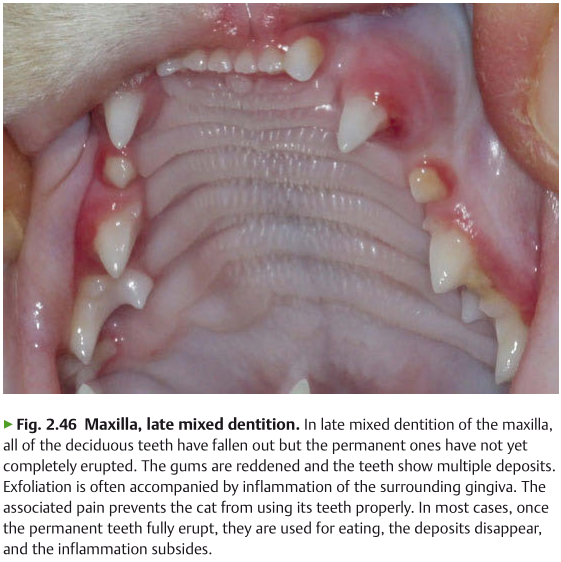 ▶ Fig. 2.46 Maxilla, late mixed dentition. In late mixed dentition of the maxilla,
all of the deciduous teeth have fallen out but the permanent ones have not yet
completely erupted. The gums are reddened and the teeth show multiple deposits.
Exfoliation is often accompanied by inflammation of the surrounding gingiva. The
associated pain prevents the cat from using its teeth properly. In most cases, once
the permanent teeth fully erupt, they are used for eating, the deposits disappear,
and the inflammation subsides.